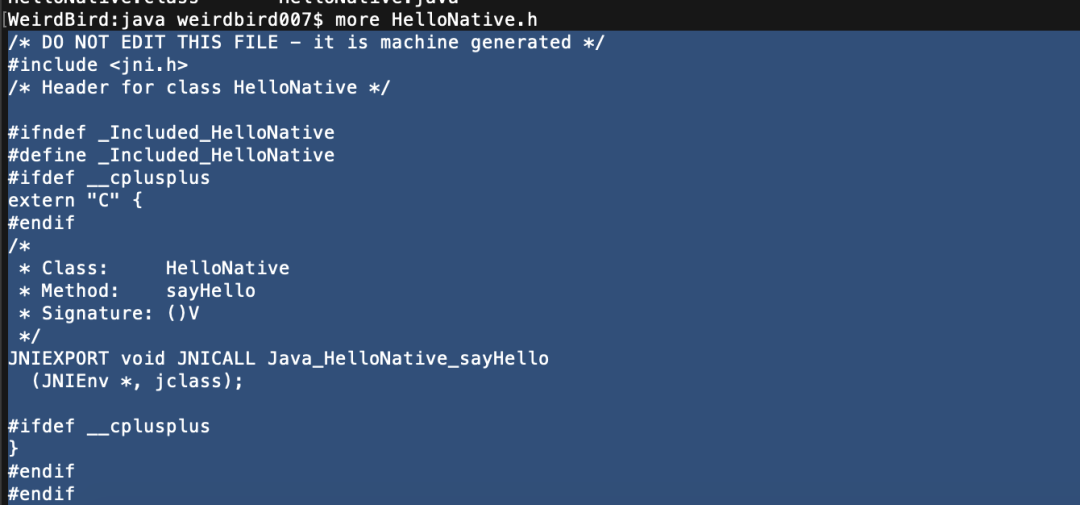 HelloNative.class HelloNative.java
[WeirdBird:java weirdbird007$ more HelloNative.h
/* DO NOT EDIT THIS FILE – it is machine generated */
#include <jni.h>
/* Header for class HelloNative */
#ifndef _Included_HelloNative
#define _Included_HelloNative
#ifdef __cplusplus
extern "C" {
#endif
/*
 * Class:     HelloNative
 * Method:    sayHello
 * Signature: ()V
 */
JNIEXPORT void JNICALL Java_HelloNative_sayHello
  (JNIEnv *, jclass);
#ifdef __cplusplus
}
#endif
#endif